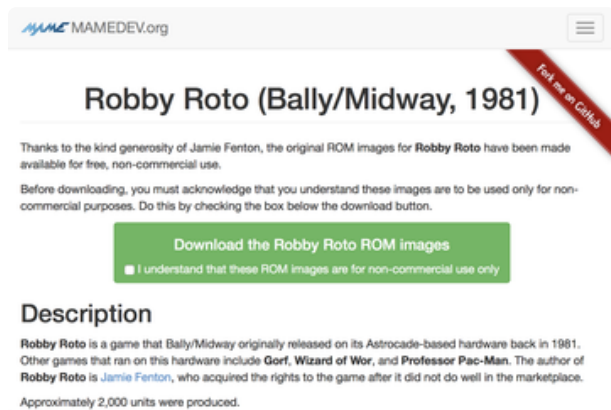 MAME MAMEDEV.org
Fork me on GitHub
Robby Roto (Bally/Midway, 1981)
Thanks to the kind generosity of Jamie Fenton, the original ROM images for Robby Roto have been made
available for free, non-commercial use.
Before downloading, you must acknowledge that you understand these images are to be used only for non-
commercial purposes. Do this by checking the box below the download button.
Download the Robby Roto ROM images
I understand that these ROM images are for non-commercial use only
Description
Robby Roto is a game that Bally/Midway originally released on its Astrocade-based hardware back in 1981.
Other games that ran on this hardware include Gorf, Wizard of Wor, and Professor Pac-Man. The author of
Robby Roto is Jamie Fenton, who acquired the rights to the game after it did not do well in the marketplace.
Approximately 2,000 units were produced.